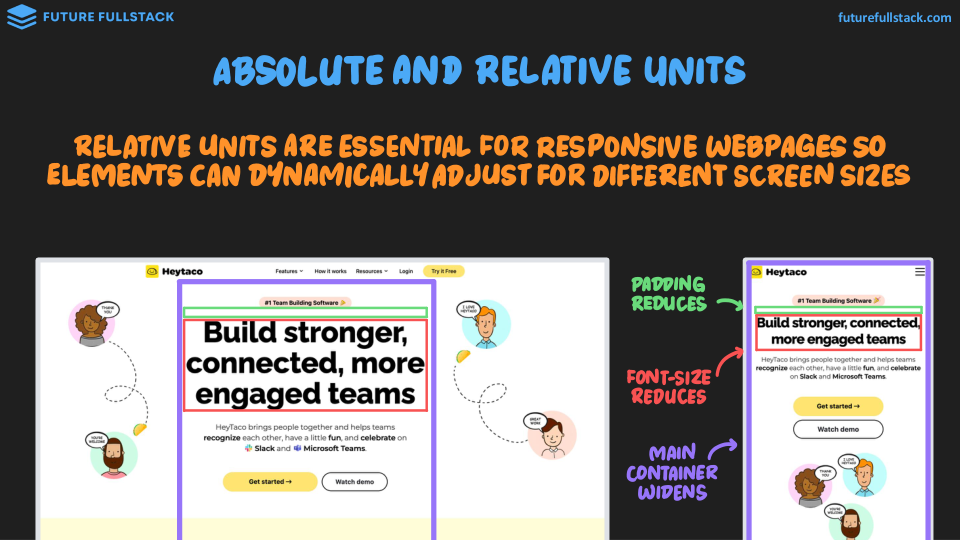 FUTURE FULLSTACK
futurefullstack.com
ABSOLUTE AND RELATIVE UNITS
RELATIVE UNITS ARE ESSENTIAL FOR RESPONSIVE WEBPAGES SO
ELEMENTS CAN DYNAMICALLY ADJUST FOR DIFFERENT SCREEN SIZES
Heytaco
Features
How it works
Resources
Login
Try it Free
#1 Team Building Software
THANK
YOU
I LOVE
HEYTACO
Build stronger,
connected, more
engaged teams
GREAT
WORK
YOU'RE
WELCOME
HeyTaco brings people together and helps teams
recognize each other, have a little fun, and celebrate on
Slack and Microsoft Teams.
Get started →
Watch demo
PADDING
REDUCES
FONT-SIZE
REDUCES
MAIN
CONTAINER
WIDENS
Heytaco
#1 Team Building Software
Build stronger, connected,
more engaged teams
HeyTaco brings people together and helps teams
recognize each other, have a little fun, and celebrate
on Slack and Microsoft Teams.
Get started →
Watch demo
I LOVE
HEYTACO
THANK
YOU
YOU'RE
WELCOME